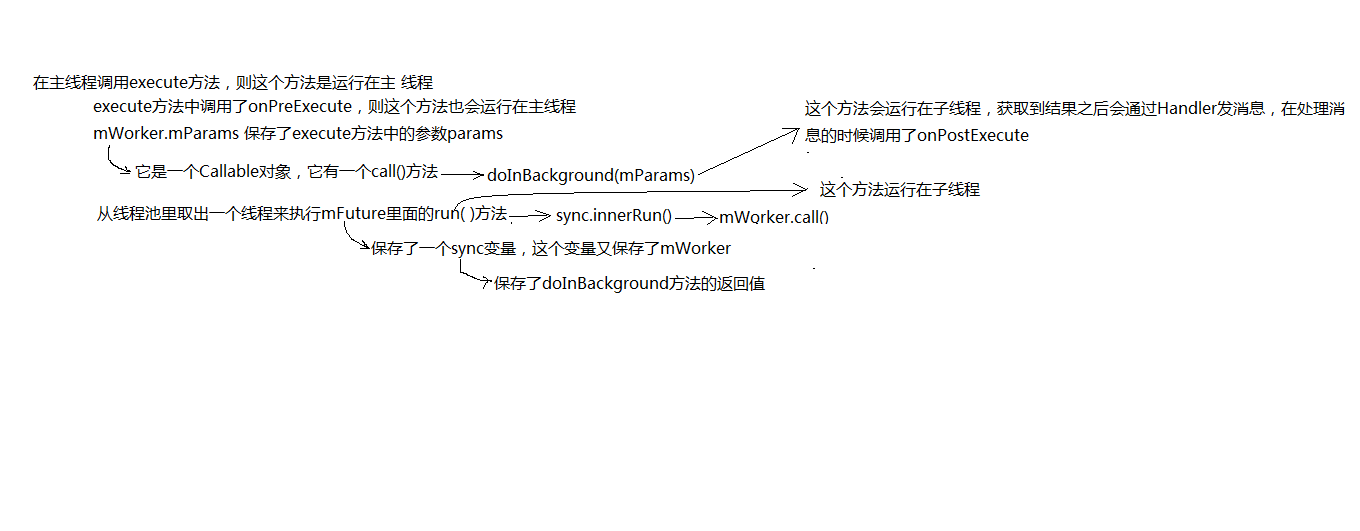 在主线程调用execute方法，则这个方法是运行在主 线程
execute方法中调用了onPreExecute，则这个方法也会运行在主线程
mWorker.mParams 保存了execute方法中的参数params
这个方法会运行在子线程，获取到结果之后会通过Handler发消息，在处理消
息的时候调用了onPostExecute
它是一个Callable对象，它有一个call()方法
doInBackground(mParams)
这个方法运行在子线程
从线程池里取出一个线程来执行mFuture里面的run( )方法
sync.innerRun()
mWorker.call()
保存了一个sync变量，这个变量又保存了mWorker
保存了doInBackground方法的返回值